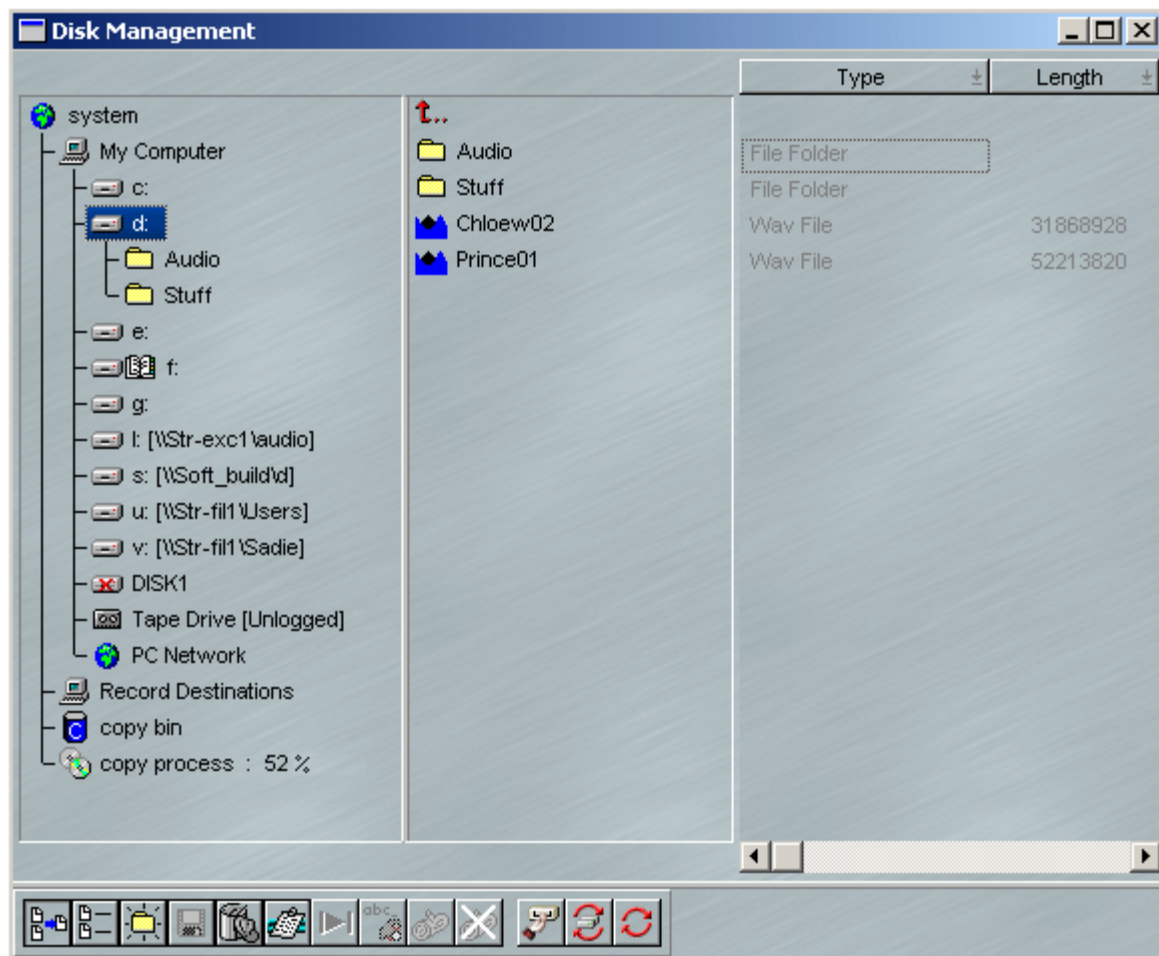 Disk Management
Type Length
system
My Computer
c:
d:
Audio
Stuff
e:
f:
g:
l: [\\Str-exc1\audio]
s: [\\Soft_build\d]
u: [\\Str-fil1\Users]
v: [\\Str-fil1\Sadie]
DISK1
Tape Drive [Unlogged]
PC Network
Record Destinations
C
copy bin
copy process : 52 %
..
Audio File Folder
Stuff File Folder
Chloew02 Wav File 31868928
Prince01 Wav File 52213820
abc_